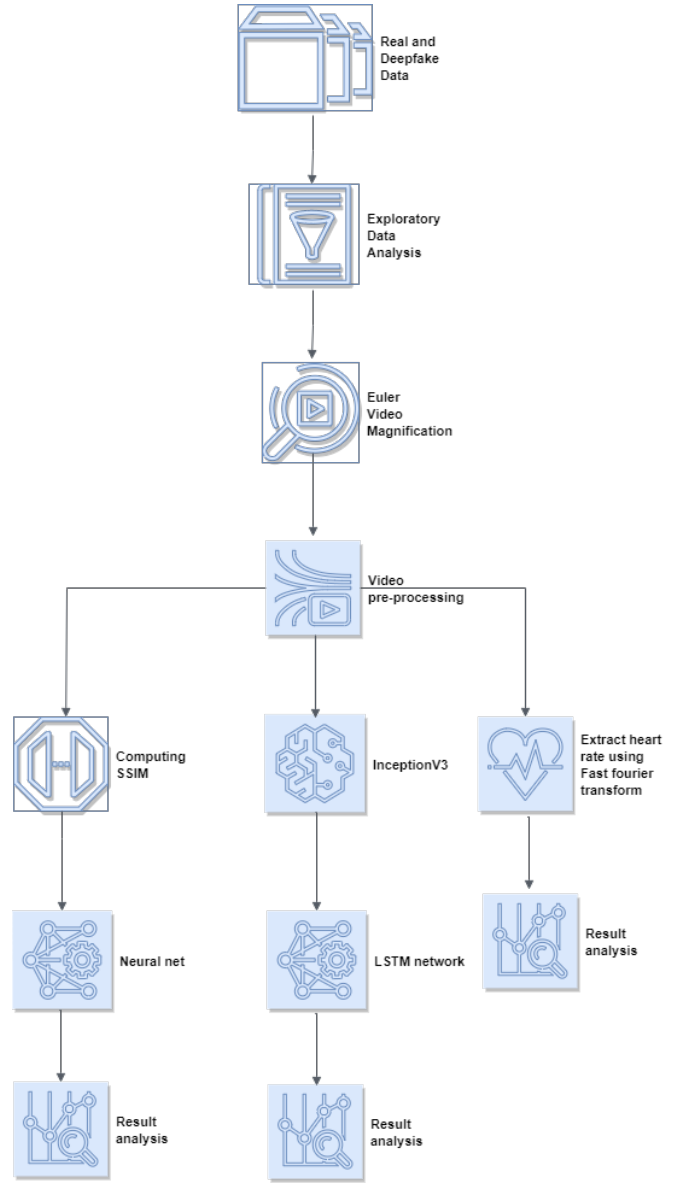 Real and
Deepfake
Data
Exploratory
Data
Analysis
Euler
Video
Magnification
Video
pre-processing
Computing
SSIM
InceptionV3
Extract heart
rate using
Fast fourier
transform
Neural net
LSTM network
Result
analysis
Result
analysis
Result
analysis